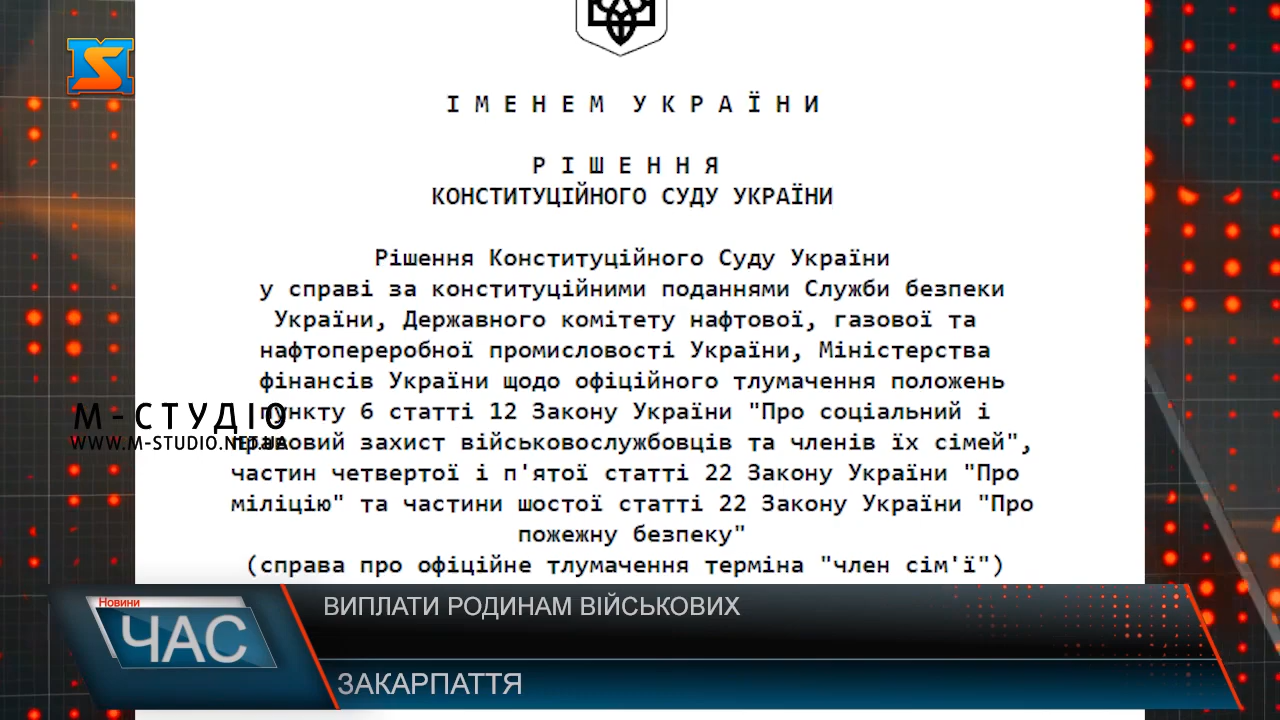 І М Е Н Е М У К Р А Ї Н И
Р І Ш Е Н Н Я
КОНСТИТУЦІЙНОГО СУДУ УКРАЇНИ
Рішення Конституційного Суду України
у справі за конституційними поданнями Служби безпеки
України, Державного комітету нафтової, газової та
нафтопереробної промисловості України, Міністерства
фінансів України щодо офіційного тлумачення положень
пункту 6 статті 12 Закону України "Про соціальний і
правовий захист військовослужбовців та членів їх сімей",
частин четвертої і п'ятої статті 22 Закону України "Про
міліцію" та частини шостої статті 22 Закону України "Про
пожежну безпеку"
(справа про офіційне тлумачення терміна "член сім'ї")
М-СТУДІО
WWW.M-STUDIO.NET.UA
Новини
ЧАС
ВИПЛАТИ РОДИНАМ ВІЙСЬКОВИХ
ЗАКАРПАТТЯ